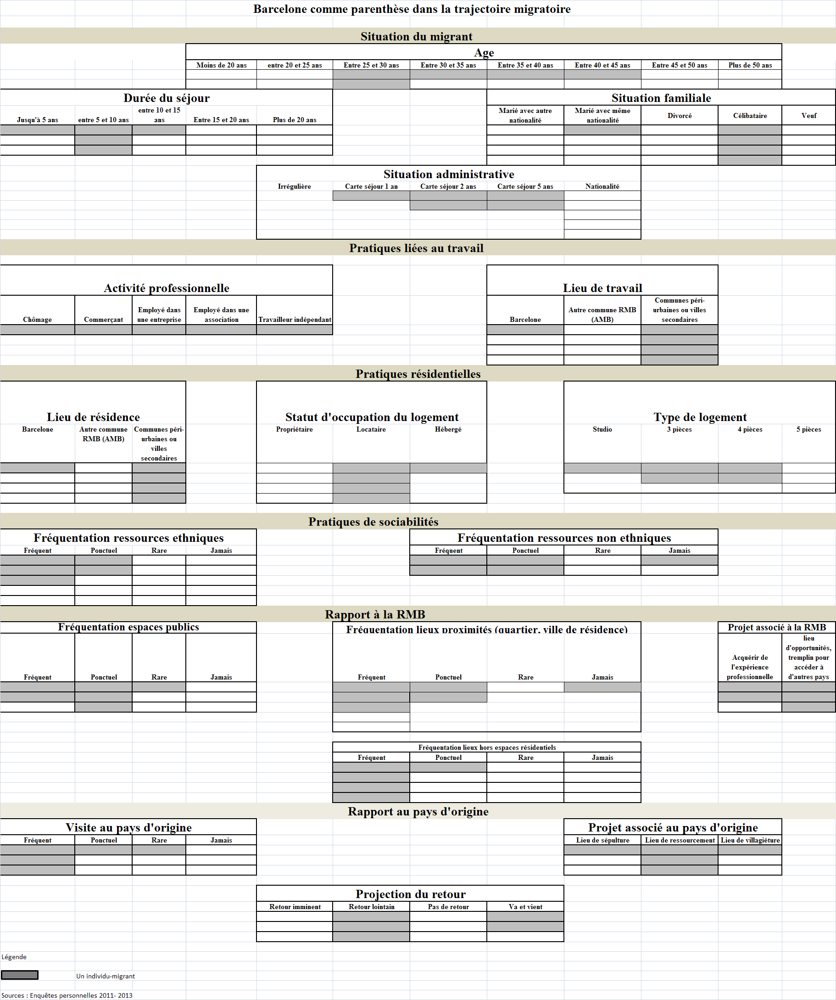 Barcelone comme parenthèse dans la trajectoire migratoire
Situation du migrant
Age
Moins de 20 ans entre 20 et 25 ans Entre 25 et 30 ans Entre 30 et 35 ans Entre 35 et 40 ans Entre 40 et 45 ans Entre 45 et 50 ans Plus de 50 ans
Durée du séjour
Jusqu'à 5 ans
entre 5 et 10 ans
entre 10 et 15
ans
Entre 15 et 20 ans
Plus de 20 ans
Situation familiale
Marié avec autre
nationalité
Marié avec même
nationalité
Divorcé
Célibataire
Veuf
Situation administrative
Irrégulière Carte séjour 1 an Carte séjour 2 ans Carte séjour 5 ans Nationalité
Pratiques liées au travail
Activité professionnelle
Chômage
Commerçant
Employé dans
une entreprise
Employé dans une
association
Travailleur indépendant
Lieu de travail
Barcelone
Autre commune RMB
(AMB)
Communes péri-
urbaines ou villes
secondaires
Pratiques résidentielles
Lieu de résidence
Barcelone
Autre commune
RMB (AMB)
Communes péri-
urbaines ou
villes
secondaires
Statut d'occupation du logement
Propriétaire Locataire Hébergé
Type de logement
Studio 3 pièces 4 pièces 5 pièces
Pratiques de sociabilités
Fréquentation ressources ethniques
Fréquent Ponctuel Rare Jamais
Fréquentation ressources non ethniques
Fréquent Ponctuel Rare Jamais
Rapport à la RMB
Fréquentation espaces publics
Fréquent Ponctuel Rare Jamais
Fréquentation lieux proximités (quartier, ville de résidence)
Fréquent Ponctuel Rare Jamais
Projet associé à la RMB
Acquérir de
l'expérience
professionnelle
lieu
d'opportunités,
tremplin pour
accéder à
d'autres pays
Fréquentation lieux hors espaces résidentiels
Fréquent Ponctuel Rare Jamais
Rapport au pays d'origine
Visite au pays d'origine
Fréquent Ponctuel Rare Jamais
Projet associé au pays d'origine
Lieu de sépulture Lieu de ressourcement Lieu de villagiéture
Projection du retour
Retour imminent Retour lointain Pas de retour Va et vient
Légende
Un individu-migrant
Sources : Enquêtes personnelles 2011- 2013